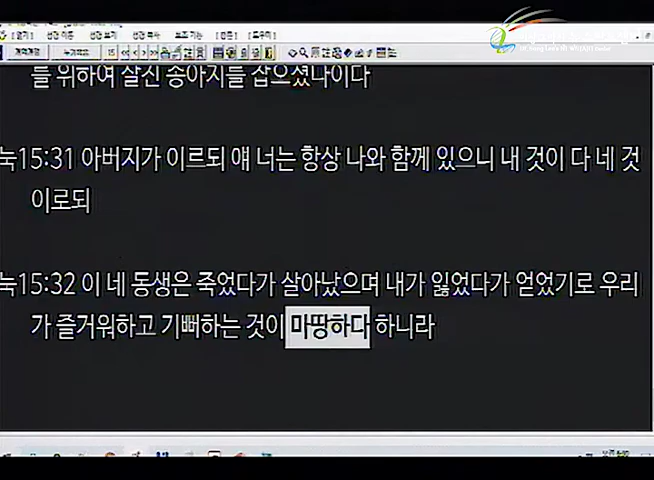 를 위하여 살진 송아지를 잡으셨나이다
눅15:31 아버지가 이르되 얘 너는 항상 나와 함께 있으니 내 것이 다 네 것
이로되
눅15:32 이 네 동생은 죽었다가 살아났으며 내가 잃었다가 얻었기로 우리
가 즐거워하고 기뻐하는 것이 마땅하다 하니라